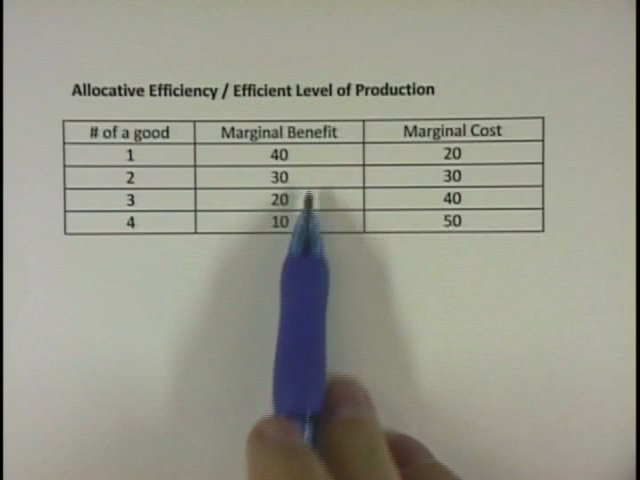 Allocative Efficiency / Efficient Level of Production
# of a good Marginal Benefit Marginal Cost
1 40 20
2 30 30
3 20 40
4 10 50